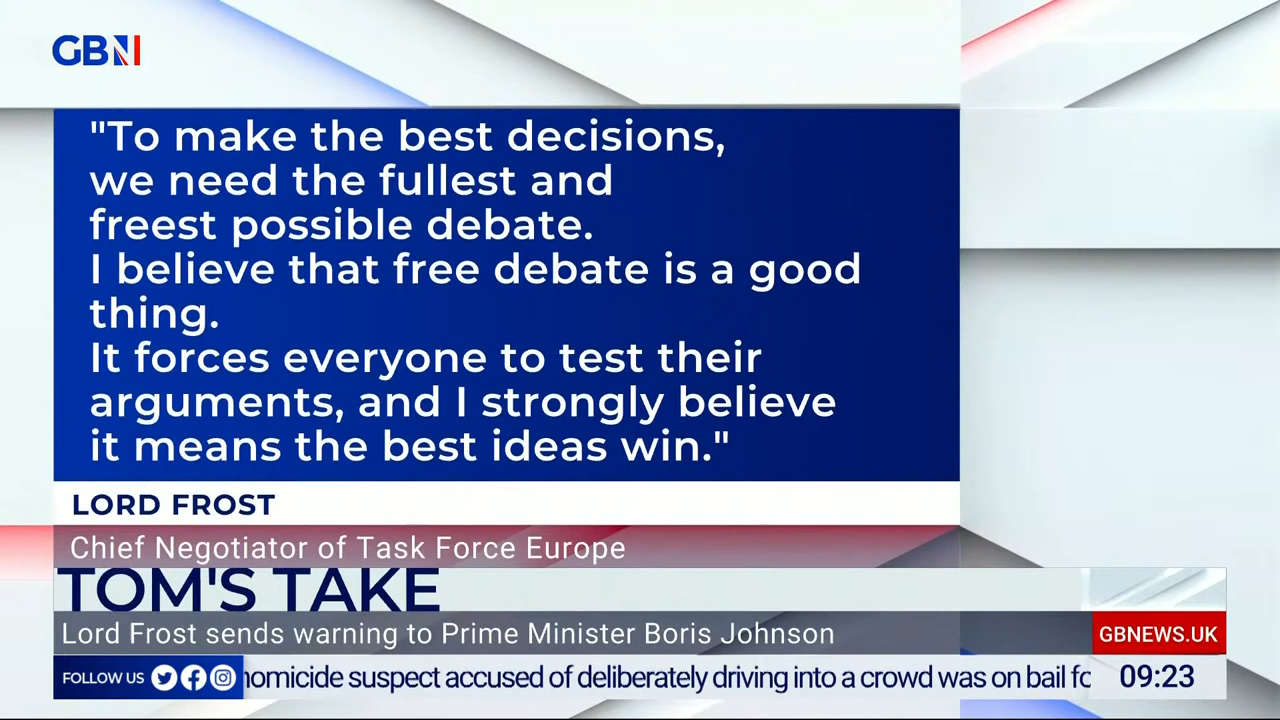 GBN
"To make the best decisions,
we need the fullest and
freest possible debate.
I believe that free debate is a good
thing.
It forces everyone to test their
arguments, and I strongly believe
it means the best ideas win."
LORD FROST
Chief Negotiator of Task Force Europe
TOM'S TAKE
Lord Frost sends warning to Prime Minister Boris Johnson
GBNEWS.UK
FOLLOW US
homicide suspect accused of deliberately driving into a crowd was on bail fo
09:23